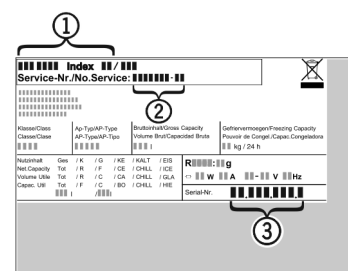 1
Index /
Service-Nr./No.Service: -
2
Klasse/Class
Classe/Clase
Ap-Typ/AP-Type
AP-Type/AP-Tipo
Bruttoinhalt/Gross Capacity
Volume Brut/Capacidad Brute
l
Gefriervermoegen/Freezing Capacity
Pouvoir de Congel./Capac.Congeladora
kg / 24 h
Nutzinhalt Ges / K / G / KE / KALT / EIS
Net.Capacity Tot / R / F / CE / CHILL / ICE
Volume Utile Tot / R / C / CA / CHILL / GLA
Capac. Util Tot / F / C / BO / CHILL / HIE
l / l
R : g
W A - V Hz
Serial-Nr.
3